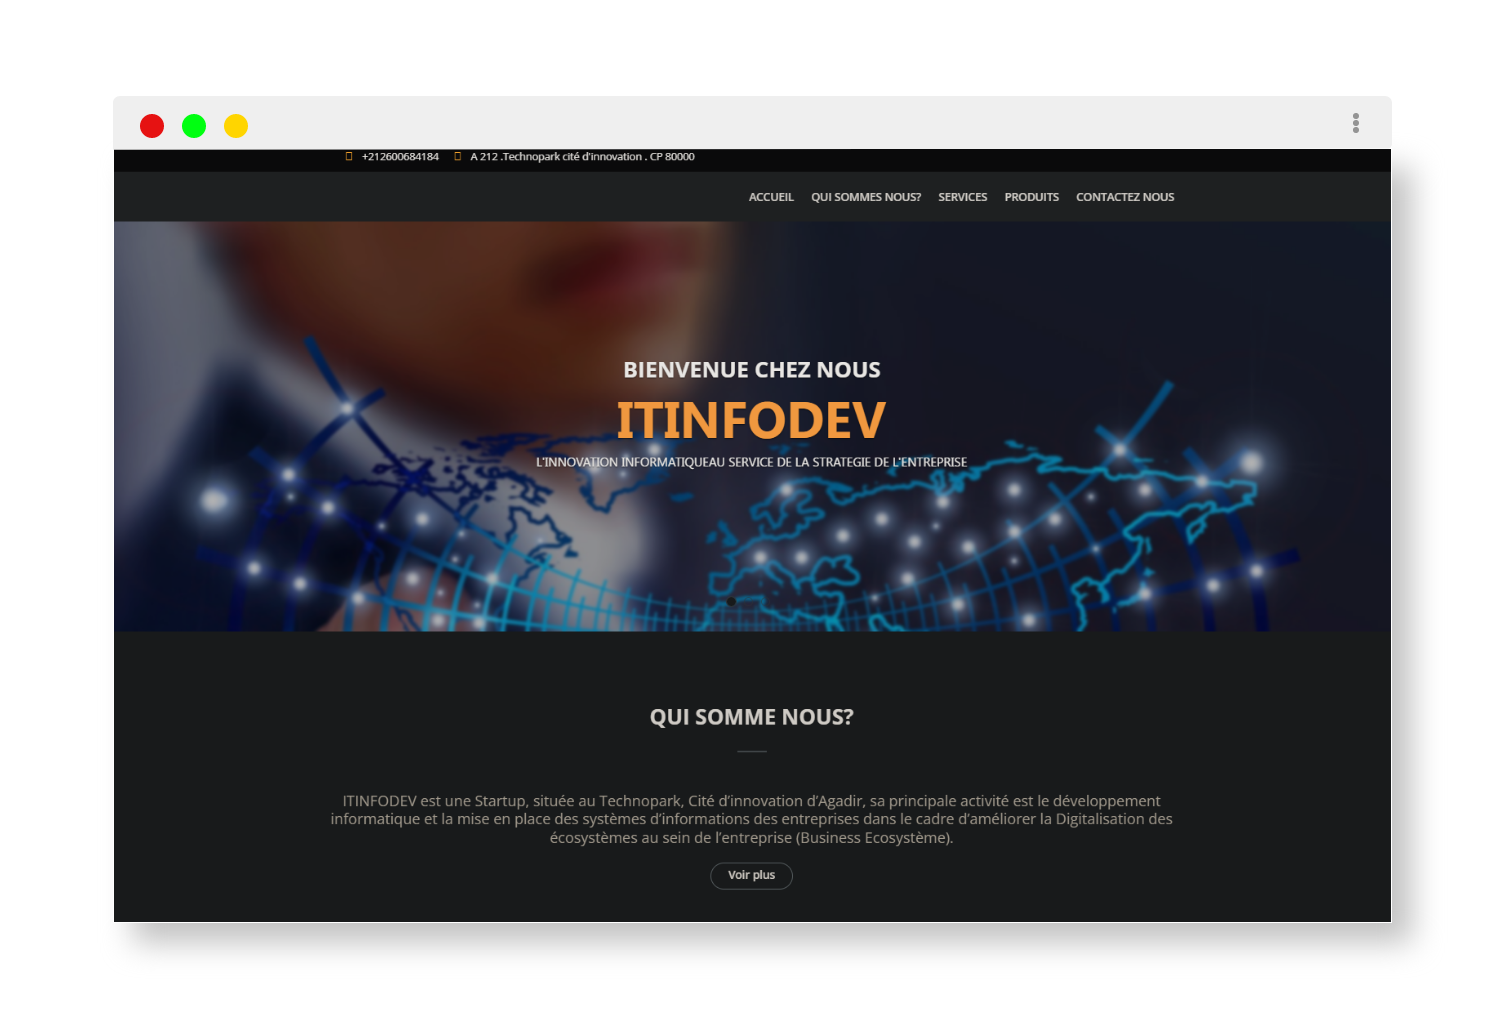 +212600684184 A 212 .Technopark cité d'innovation . CP 80000
ACCUEIL QUI SOMMES NOUS? SERVICES PRODUITS CONTACTEZ NOUS
BIENVENUE CHEZ NOUS
ITINFODEV
L'INNOVATION INFORMATIQUEAU SERVICE DE LA STRATEGIE DE L'ENTREPRISE
QUI SOMME NOUS?
ITINFODEV est une Startup, située au Technopark, Cité d’innovation d’Agadir, sa principale activité est le développement
informatique et la mise en place des systèmes d’informations des entreprises dans le cadre d’améliorer la Digitalisation des
écosystèmes au sein de l’entreprise (Business Ecosystème).
Voir plus